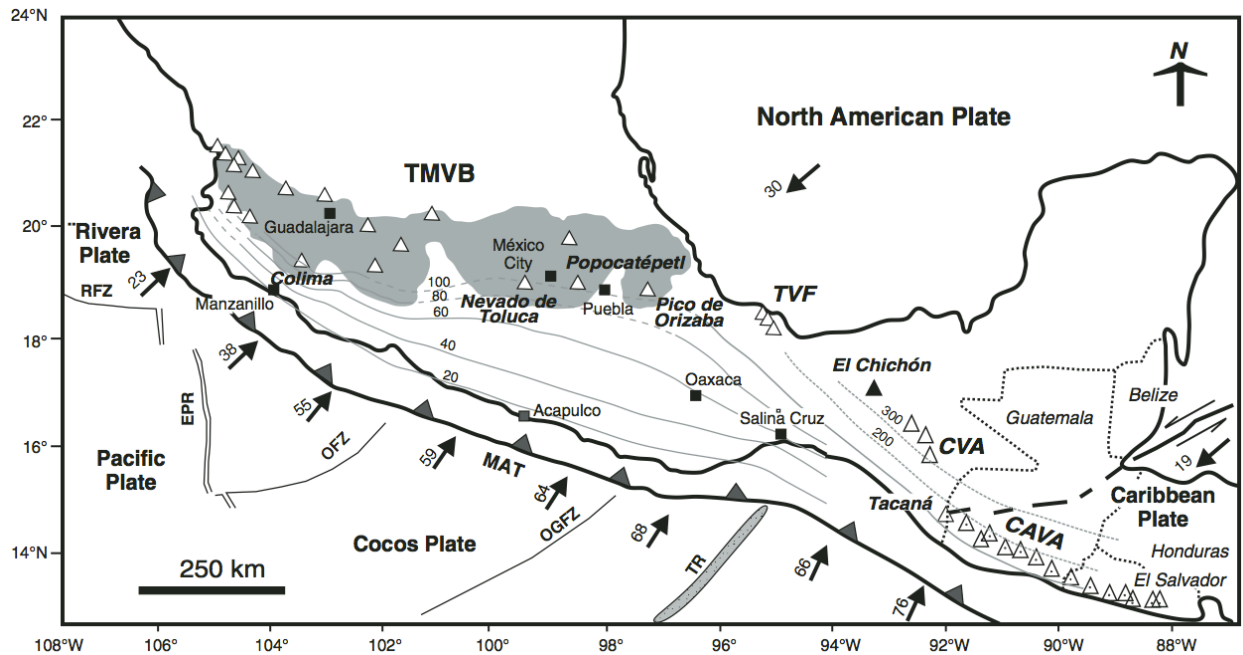 24°N
22°
20°
18°
16°
14°N
108°W
106°
104°
102°
100°
98°
96°
94°W
92°W
90°W
88°W
N
North American Plate
30
TMVB
Guadalajara
México
City
Popocatépetl
Colima
Manzanillo
100
80
60
40
20
Nevado de
Toluca
Puebla
Pico de
Orizaba
TVF
¨Rivera
Plate
23
RFZ
38
EPR
55
OFZ
Pacific
Plate
59
MAT
64
OGFZ
Cocos Plate
68
TR
66
76
Acapulco
Oaxaca
Salina Cruz
El Chichón
300
200
CVA
Guatemala
Belize
19
Tacaná
CAVA
Caribbean
Plate
Honduras
El Salvador
250 km